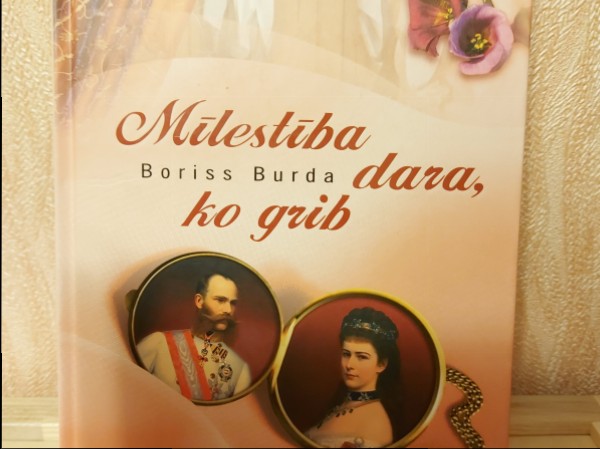 Mīlestība
Boriss Burda
dara,
ko grib